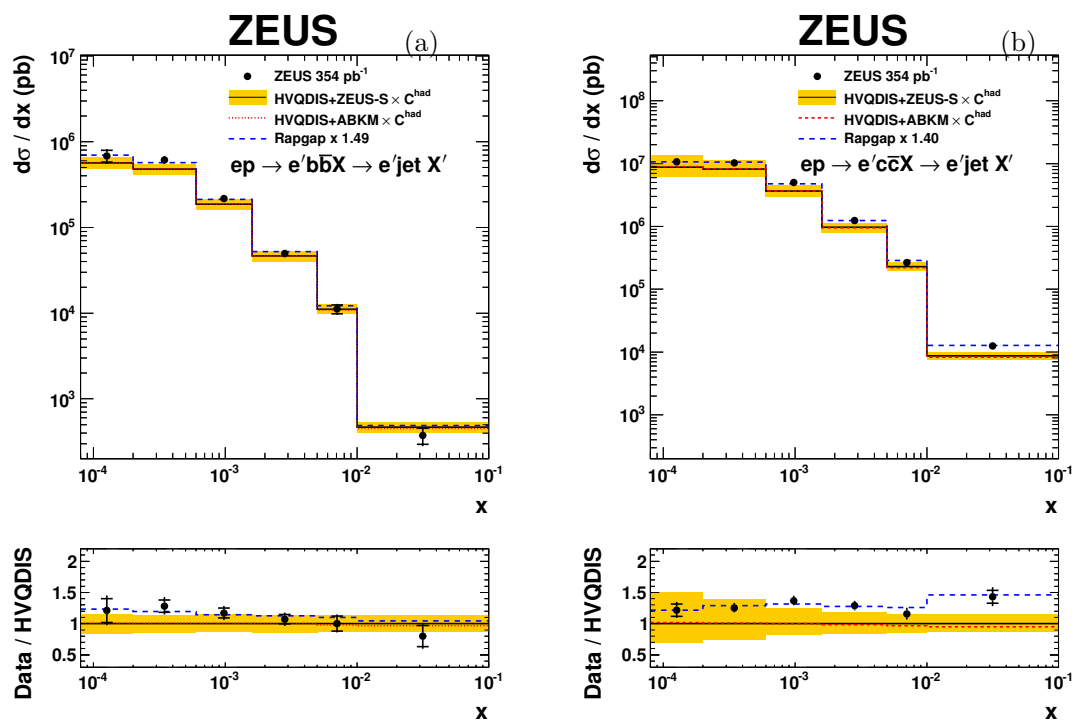 ZEUS
(a)
dσ / dx (pb)
10⁷
10⁶
10⁵
10⁴
10³
ZEUS 354 pb⁻¹
HVQDIS+ZEUS-S × Cʰᵃᵈ
HVQDIS+ABKM × Cʰᵃᵈ
Rapgap x 1.49
ep → e′bb̅X → e′jet X′
10⁻⁴ 10⁻³ 10⁻² 10⁻¹
x
Data / HVQDIS
2
1.5
1
0.5
10⁻⁴ 10⁻³ 10⁻² 10⁻¹
x
ZEUS
(b)
dσ / dx (pb)
10⁸
10⁷
10⁶
10⁵
10⁴
10³
ZEUS 354 pb⁻¹
HVQDIS+ZEUS-S × Cʰᵃᵈ
HVQDIS+ABKM × Cʰᵃᵈ
Rapgap x 1.40
ep → e′cc̅X → e′jet X′
10⁻⁴ 10⁻³ 10⁻² 10⁻¹
x
Data / HVQDIS
2
1.5
1
0.5
10⁻⁴ 10⁻³ 10⁻² 10⁻¹
x